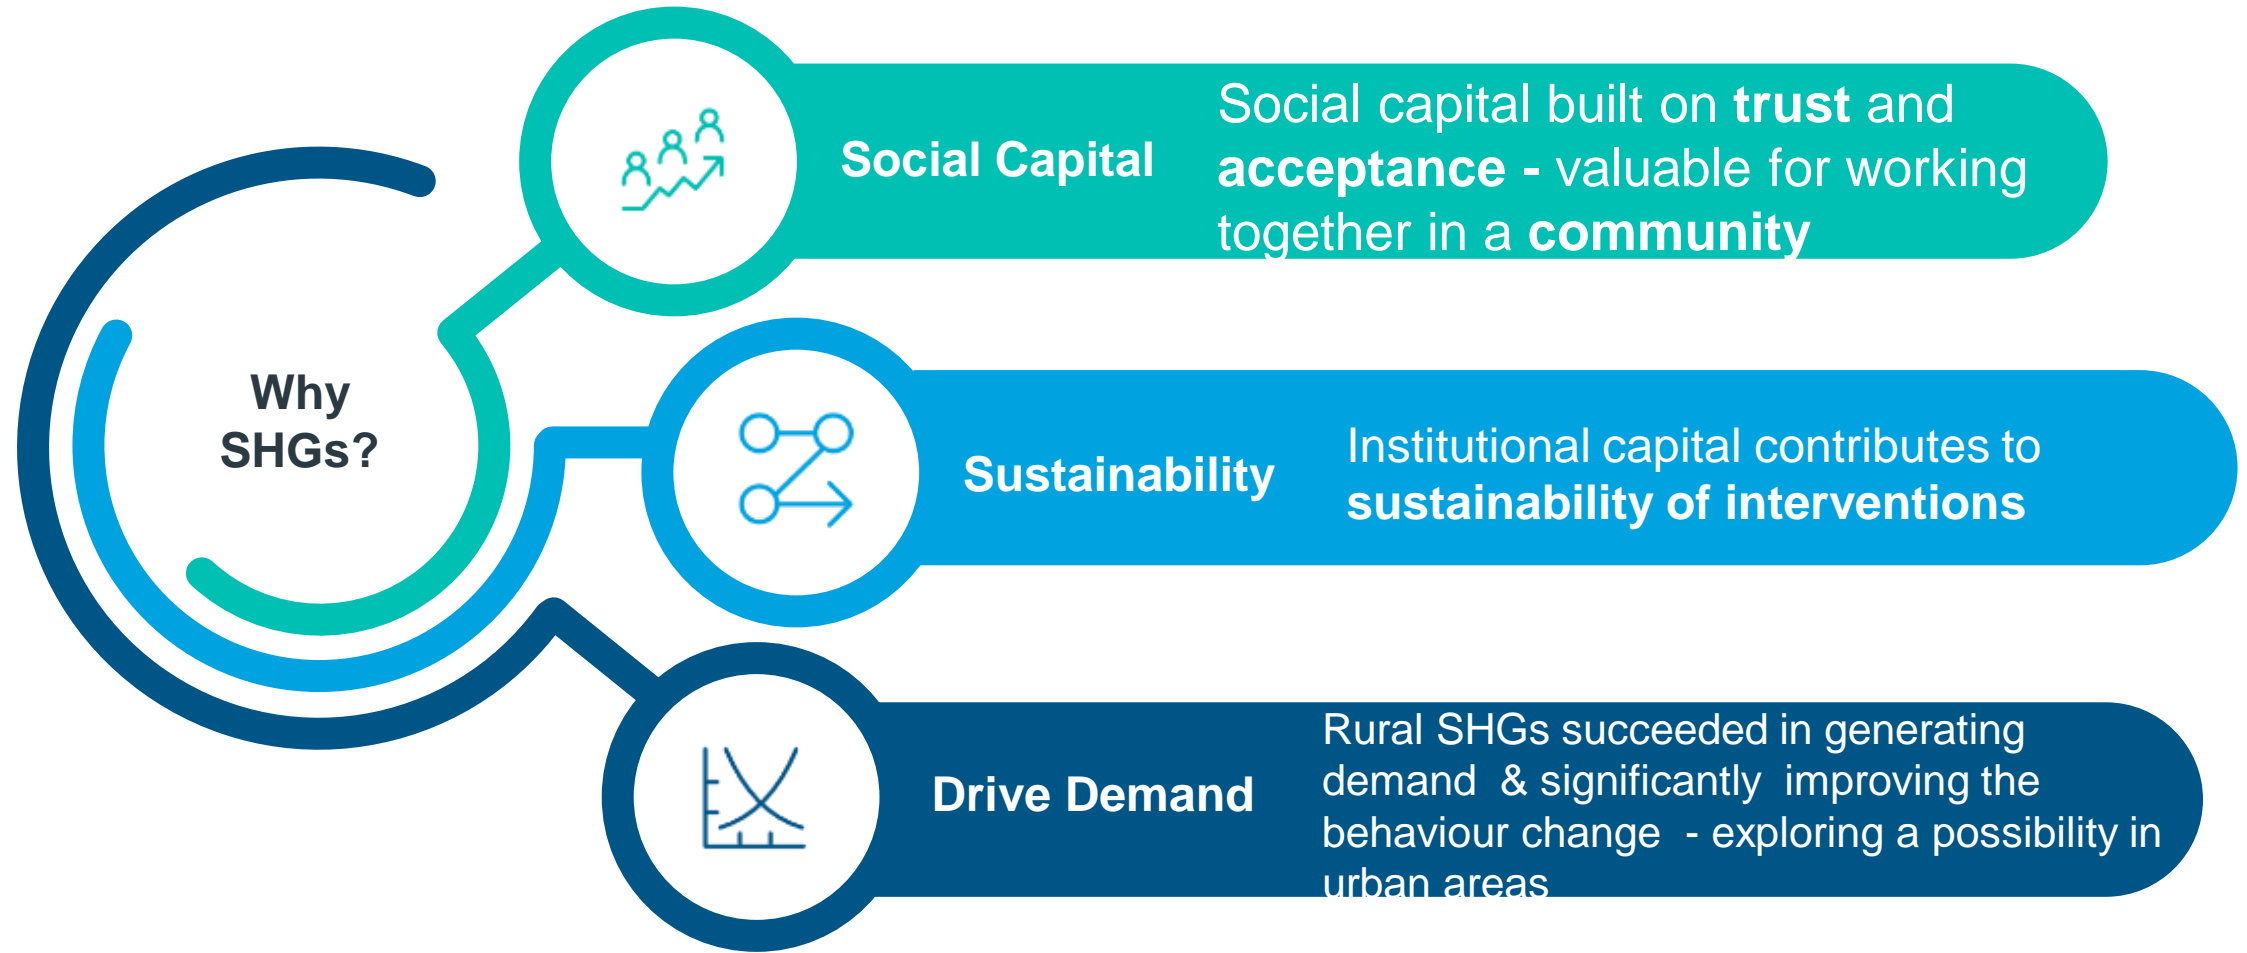 Why
SHGs?
Social Capital
Social capital built on trust and
acceptance - valuable for working
together in a community
Sustainability
Institutional capital contributes to
sustainability of interventions
Drive Demand
Rural SHGs succeeded in generating
demand  & significantly  improving the
behaviour change  - exploring a possibility in
urban areas